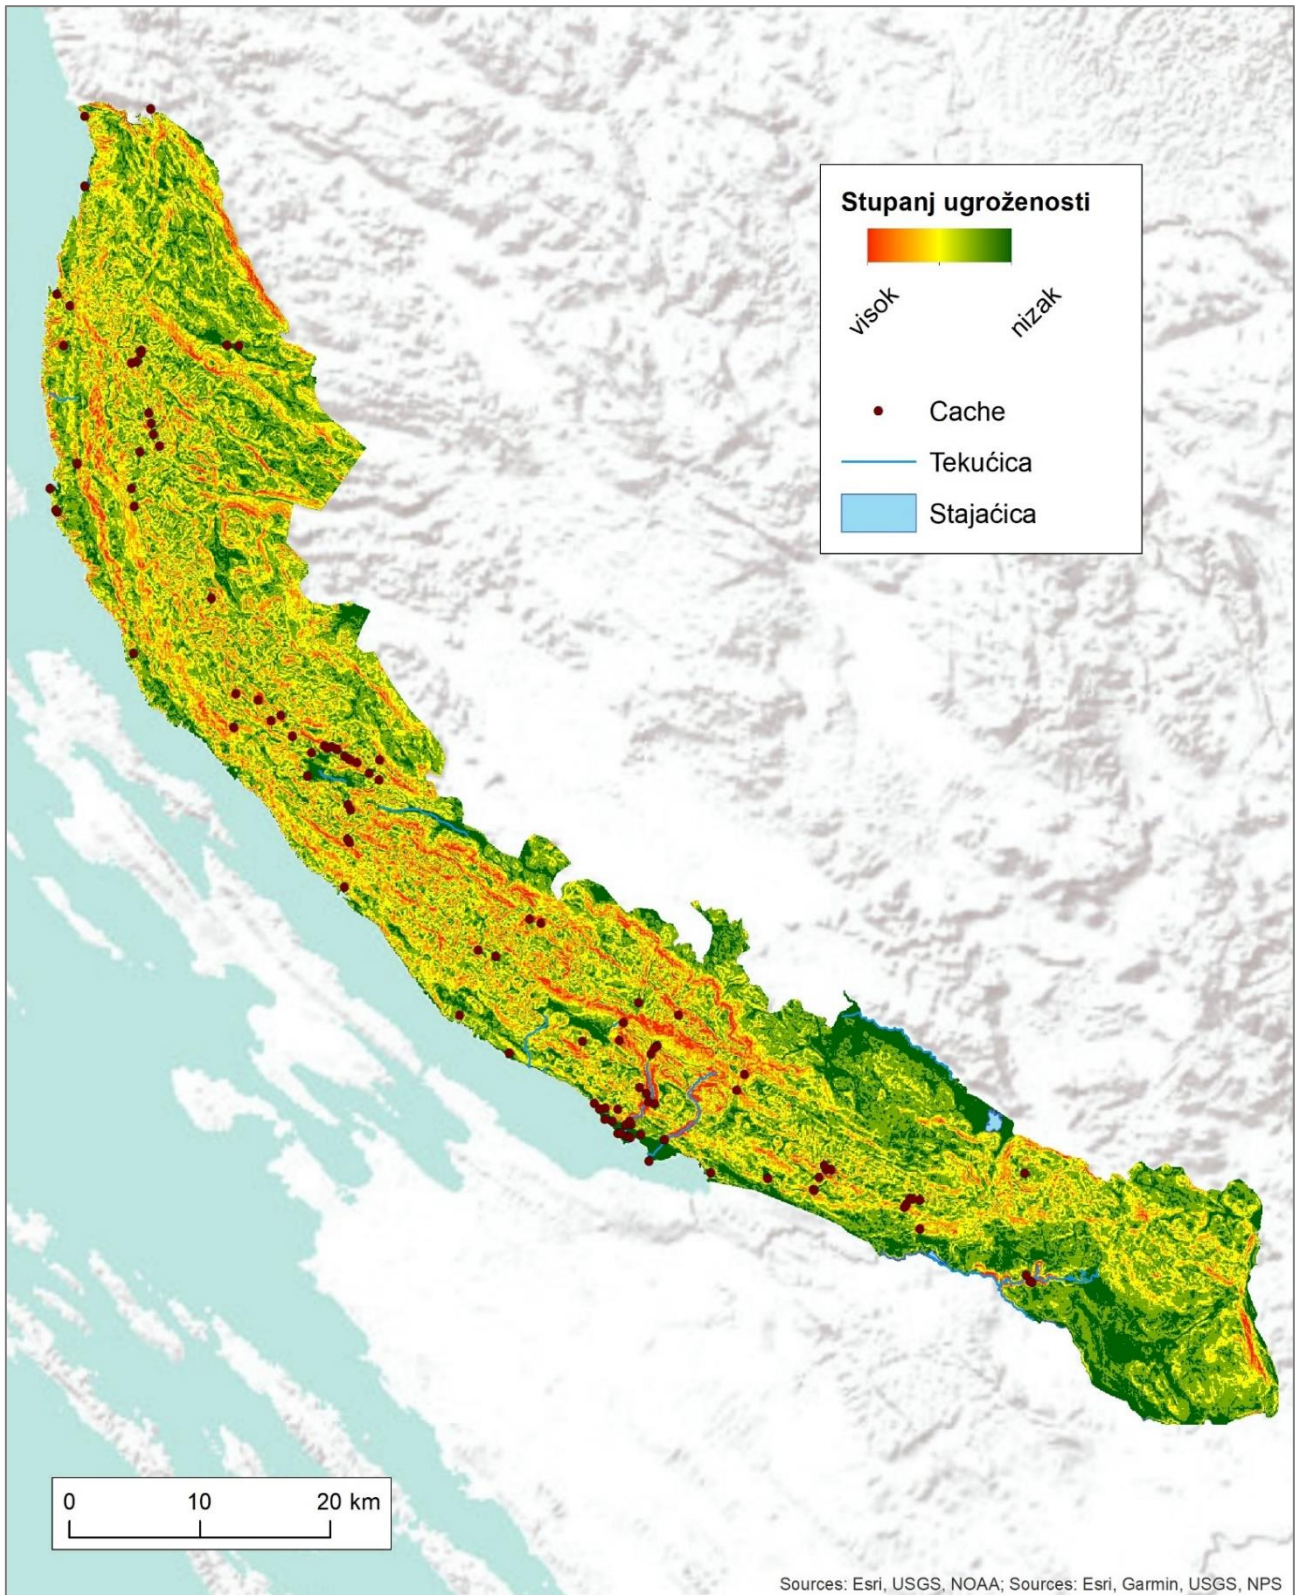 Stupanj ugroženosti
visok
nizak
Cache
Tekućica
Stajaćica
0 10 20 km
Sources: Esri, USGS, NOAA; Sources: Esri, Garmin, USGS, NPS